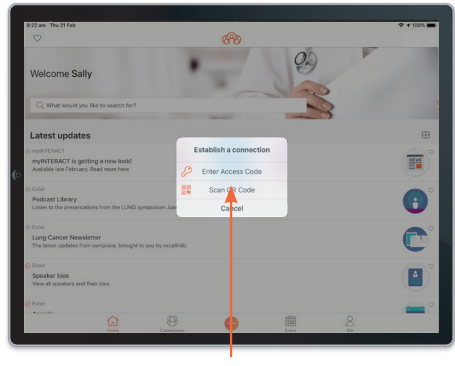 9:22 am Thu 21 Feb
100%
Welcome Sally
What would you like to search for?
Latest updates
myINTERACT
myINTERACT is getting a new look!
Available late February. Read more here
NEWS
Establish a connection
Enter Access Code
Scan QR Code
Cancel
Exiter
Podcast Library
Listen to the presentations from the LUNG symposium
Lung Cancer Newsletter
The latest updates from symposia, brought to you by
Speaker bios
View all speakers and their bios
Home
Connections
Event
Me